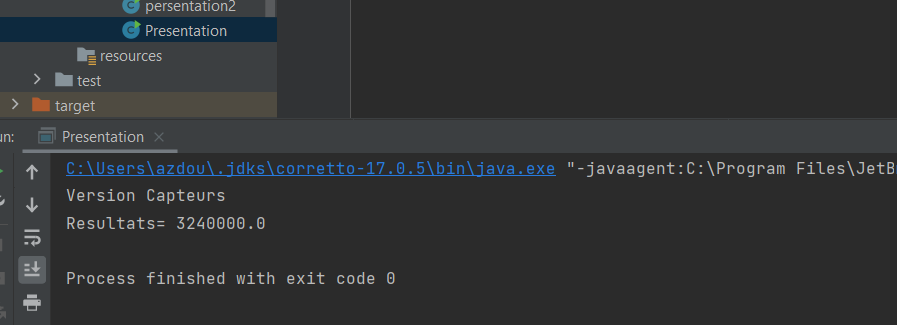 persentation2
Presentation
resources
test
target
un:
Presentation
C:\Users\azdou\.jdks\corretto-17.0.5\bin\java.exe "-javaagent:C:\Program Files\JetB
Version Capteurs
Resultats= 3240000.0
Process finished with exit code 0